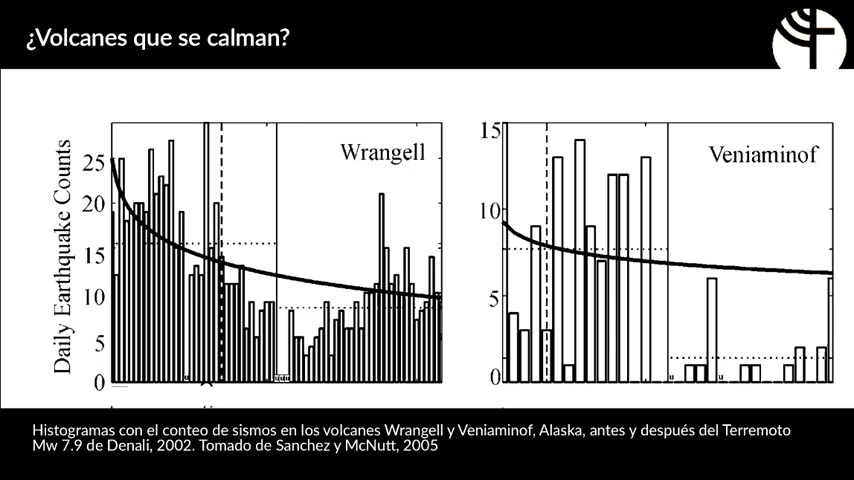 ¿Volcanes que se calman?
Wrangell
Veniaminof
Daily Earthquake Counts
25
20
15
10
5
0
15
10
5
0
u
uuu
u
u
Histogramas con el conteo de sismos en los volcanes Wrangell y Veniaminof, Alaska, antes y después del Terremoto
Mw 7.9 de Denali, 2002. Tomado de Sanchez y McNutt, 2005